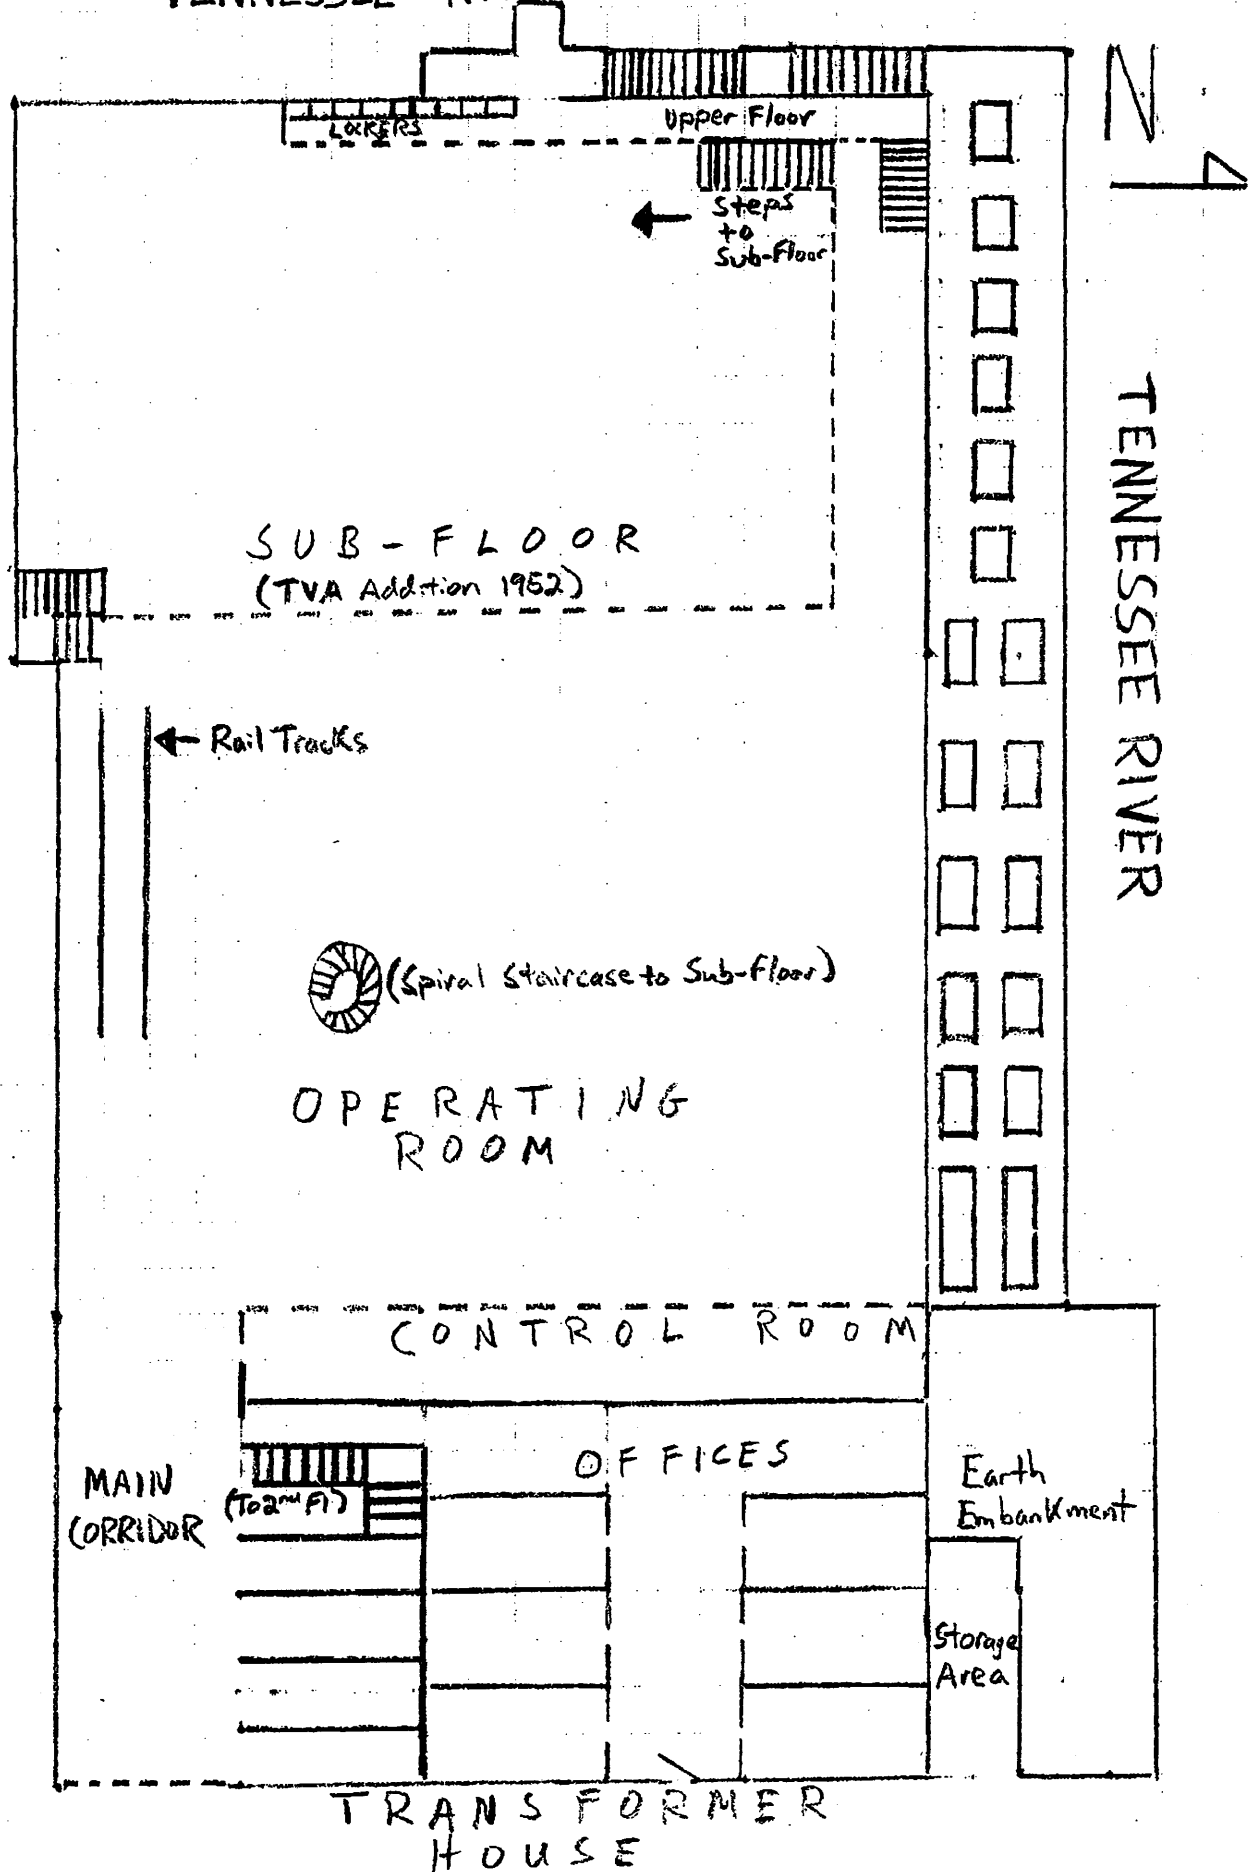 TENNESSEE
N
LOCKERS
Upper Floor
Steps
to
Sub-Floor
TENNESSEE RIVER
SUB-FLOOR
(TVA Addition 1952)
Rail Tracks
(Spiral Staircase to Sub-Floor)
OPERATING
ROOM
CONTROL ROOM
OFFICES
MAIN
CORRIDOR
(To 2nd Fl)
Earth
Embankment
Storage
Area
TRANSFORMER
HOUSE